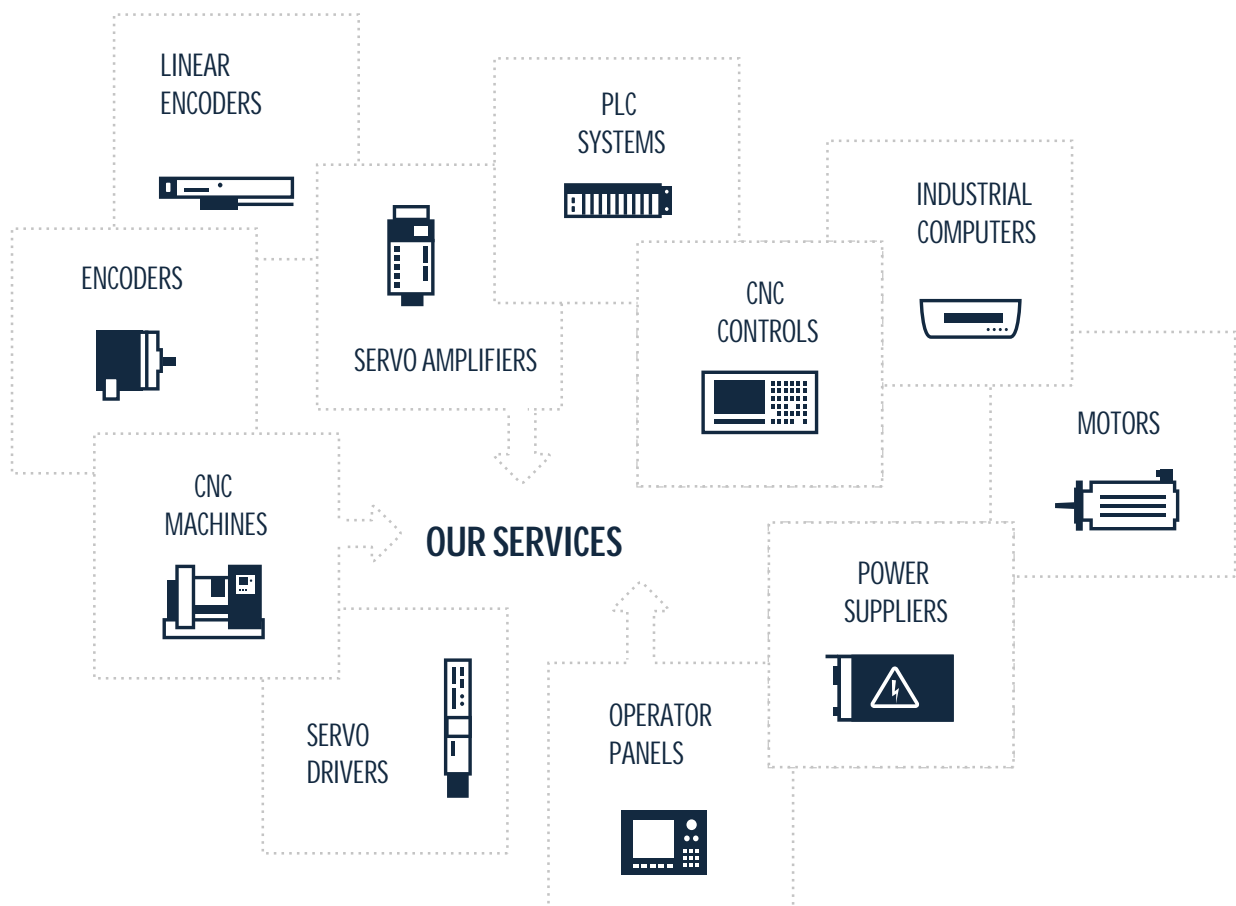 LINEAR
ENCODERS
PLC
SYSTEMS
INDUSTRIAL
COMPUTERS
ENCODERS
CNC
CONTROLS
SERVO AMPLIFIERS
MOTORS
CNC
MACHINES
OUR SERVICES
POWER
SUPPLIERS
OPERATOR
PANELS
SERVO
DRIVERS